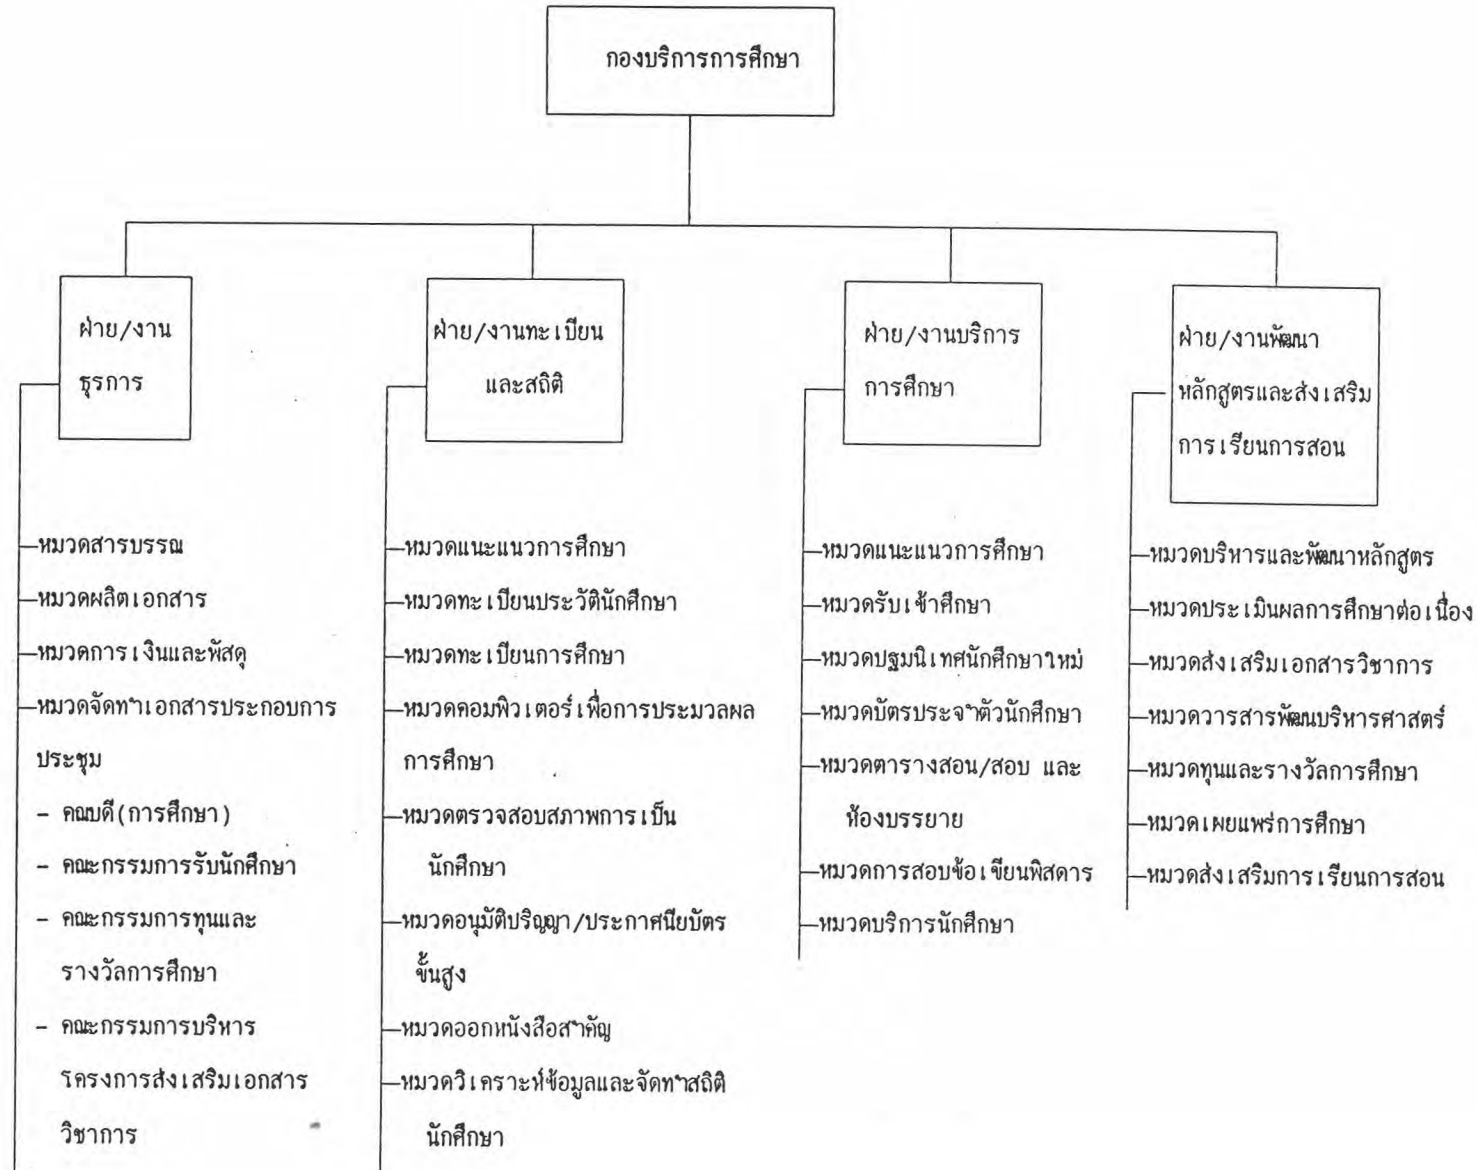 กองบริการการศึกษา
ฝ่าย/งาน
ธุรการ
—หมวดสารบรรณ
—หมวดผลิตเอกสาร
—หมวดการเงินและพัสดุ
—หมวดจัดทำเอกสารประกอบการ
ประชุม
- คณบดี(การศึกษา)
- คณะกรรมการรับนักศึกษา
- คณะกรรมการทุนและ
รางวัลการศึกษา
- คณะกรรมการบริหาร
โครงการส่งเสริมเอกสาร
วิชาการ
ฝ่าย/งานทะเบียน
และสถิติ
—หมวดแนะแนวการศึกษา
—หมวดทะเบียนประวัตินักศึกษา
—หมวดทะเบียนการศึกษา
—หมวดคอมพิวเตอร์เพื่อการประมวลผล
การศึกษา
—หมวดตรวจสอบสภาพการเป็น
นักศึกษา
—หมวดอนุมัติปริญญา/ประกาศนียบัตร
ขั้นสูง
—หมวดออกหนังสือสำคัญ
—หมวดวิเคราะห์ข้อมูลและจัดทำสถิติ
นักศึกษา
ฝ่าย/งานบริการ
การศึกษา
—หมวดแนะแนวการศึกษา
—หมวดรับเข้าศึกษา
—หมวดปฐมนิเทศนักศึกษาใหม่
—หมวดบัตรประจำตัวนักศึกษา
—หมวดตารางสอน/สอบ และ
ห้องบรรยาย
—หมวดการสอบข้อเขียนพิสดาร
—หมวดบริการนักศึกษา
ฝ่าย/งานพัฒนา
หลักสูตรและส่งเสริม
การเรียนการสอน
—หมวดบริหารและพัฒนาหลักสูตร
—หมวดประเมินผลการศึกษาต่อเนื่อง
—หมวดส่งเสริมเอกสารวิชาการ
—หมวดวารสารพัฒนบริหารศาสตร์
—หมวดทุนและรางวัลการศึกษา
—หมวดเผยแพร่การศึกษา
—หมวดส่งเสริมการเรียนการสอน